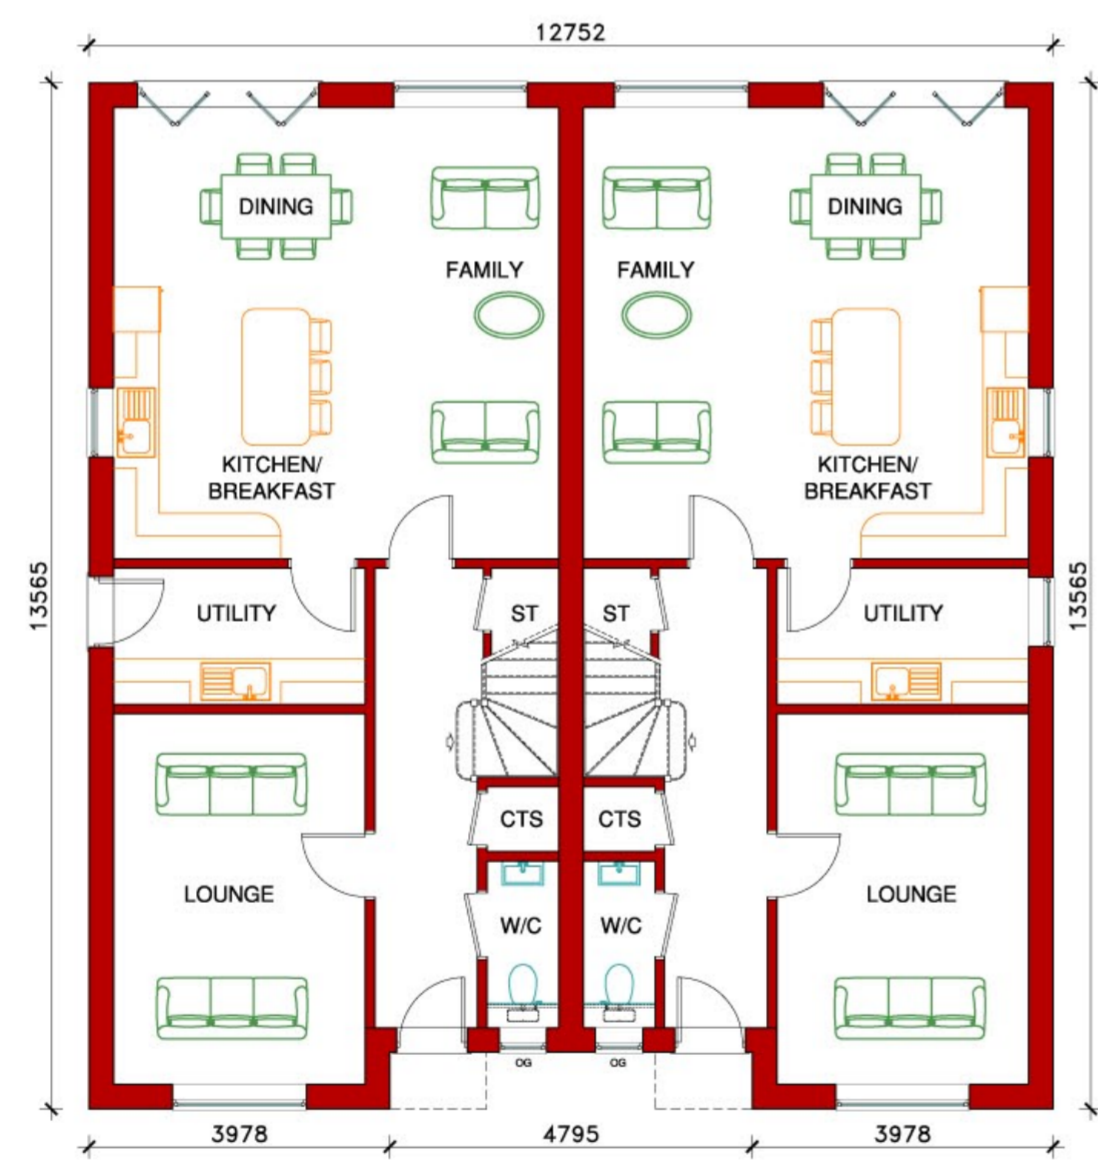 12752
DINING
DINING
FAMILY
FAMILY
KITCHEN/
BREAKFAST
KITCHEN/
BREAKFAST
13565
13565
UTILITY
ST
ST
UTILITY
CTS
CTS
LOUNGE
LOUNGE
W/C
W/C
OG
OG
3978
4795
3978